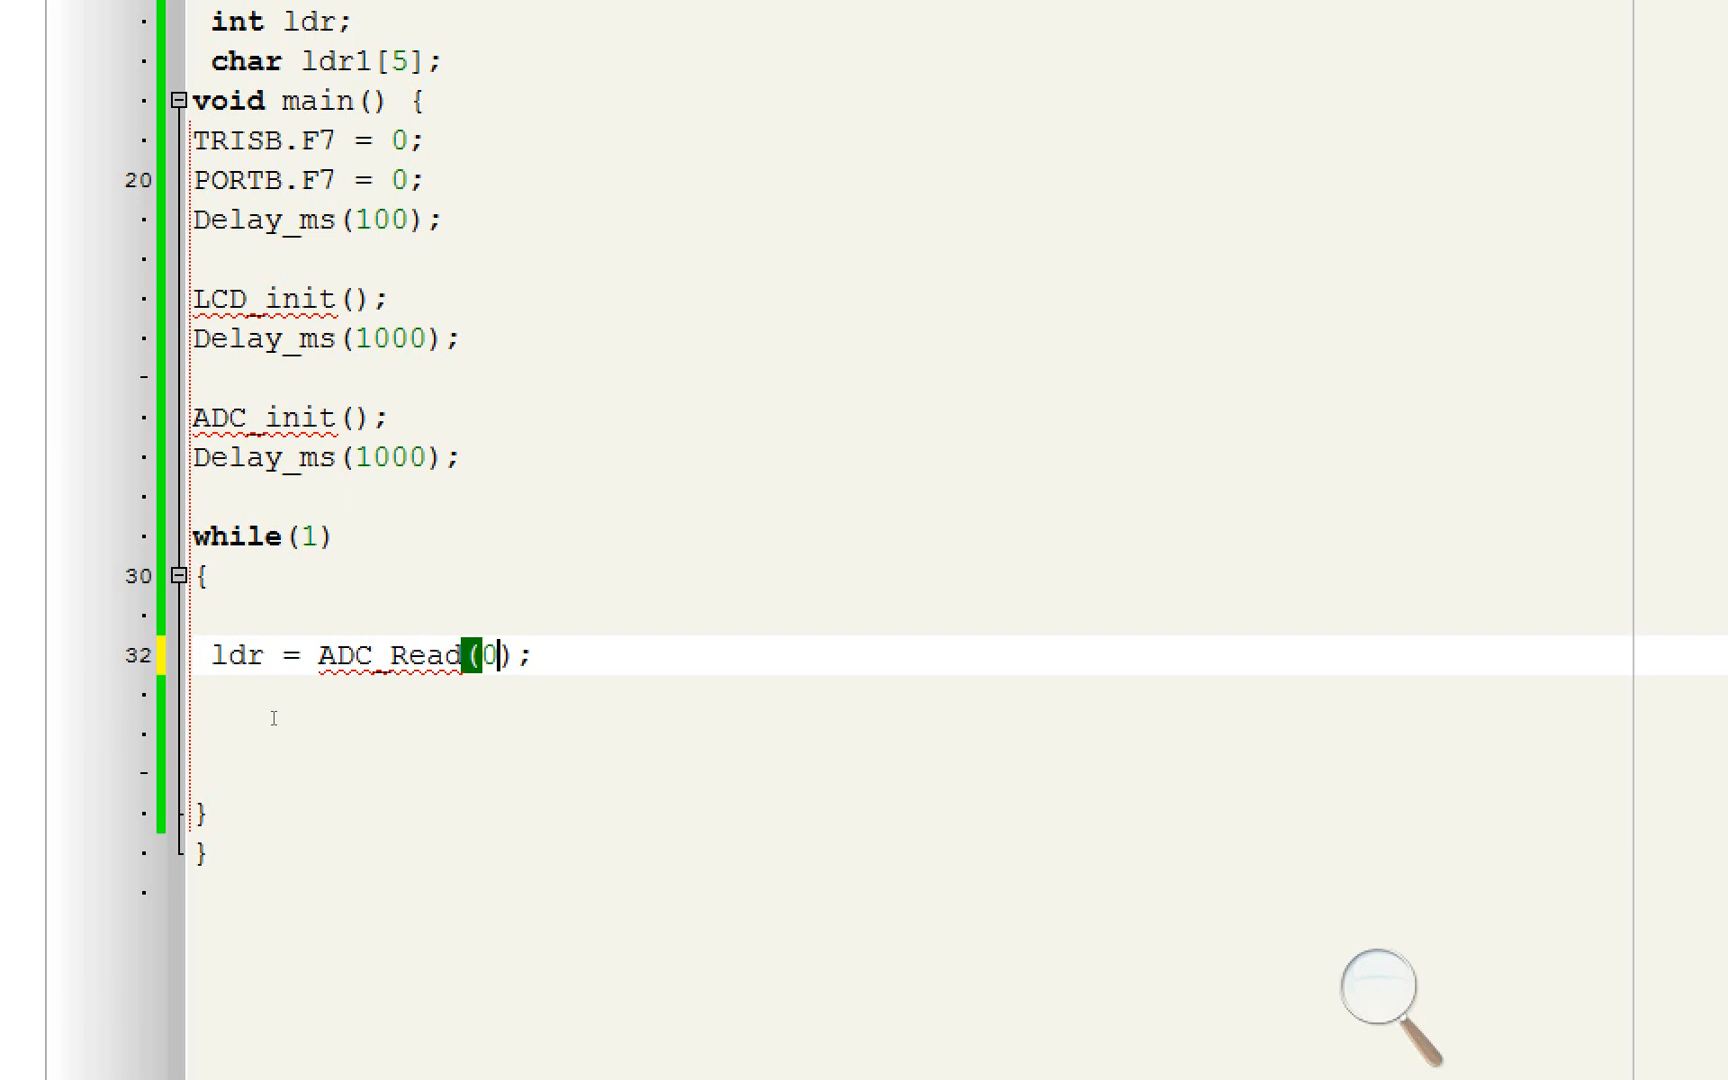 int ldr;
char ldr1[5];
void main() {
TRISB.F7 = 0;
20 PORTB.F7 = 0;
Delay_ms(100);
LCD_init();
Delay_ms(1000);
ADC_init();
Delay_ms(1000);
while(1)
30 {
32 ldr = ADC_Read(0);
}
}